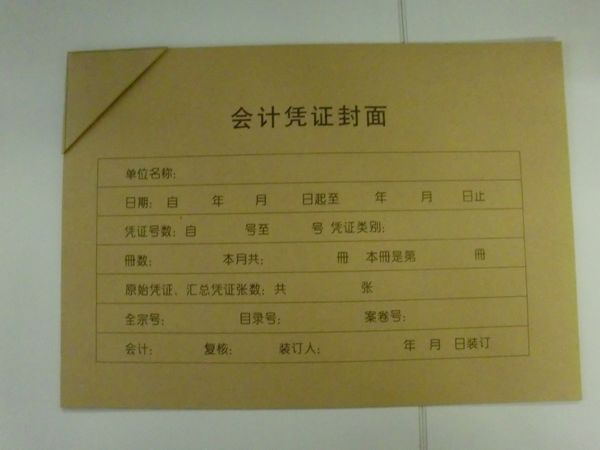 会计凭证封面
单位名称：
日期：自 年 月 日起至 年 月 日止
凭证号数：自 号至 号 凭证类别：
册数： 本月共： 册 本册是第 册
原始凭证、汇总凭证张数：共 张
全宗号： 目录号： 案卷号：
会计： 复核： 装订人： 年 月 日装订